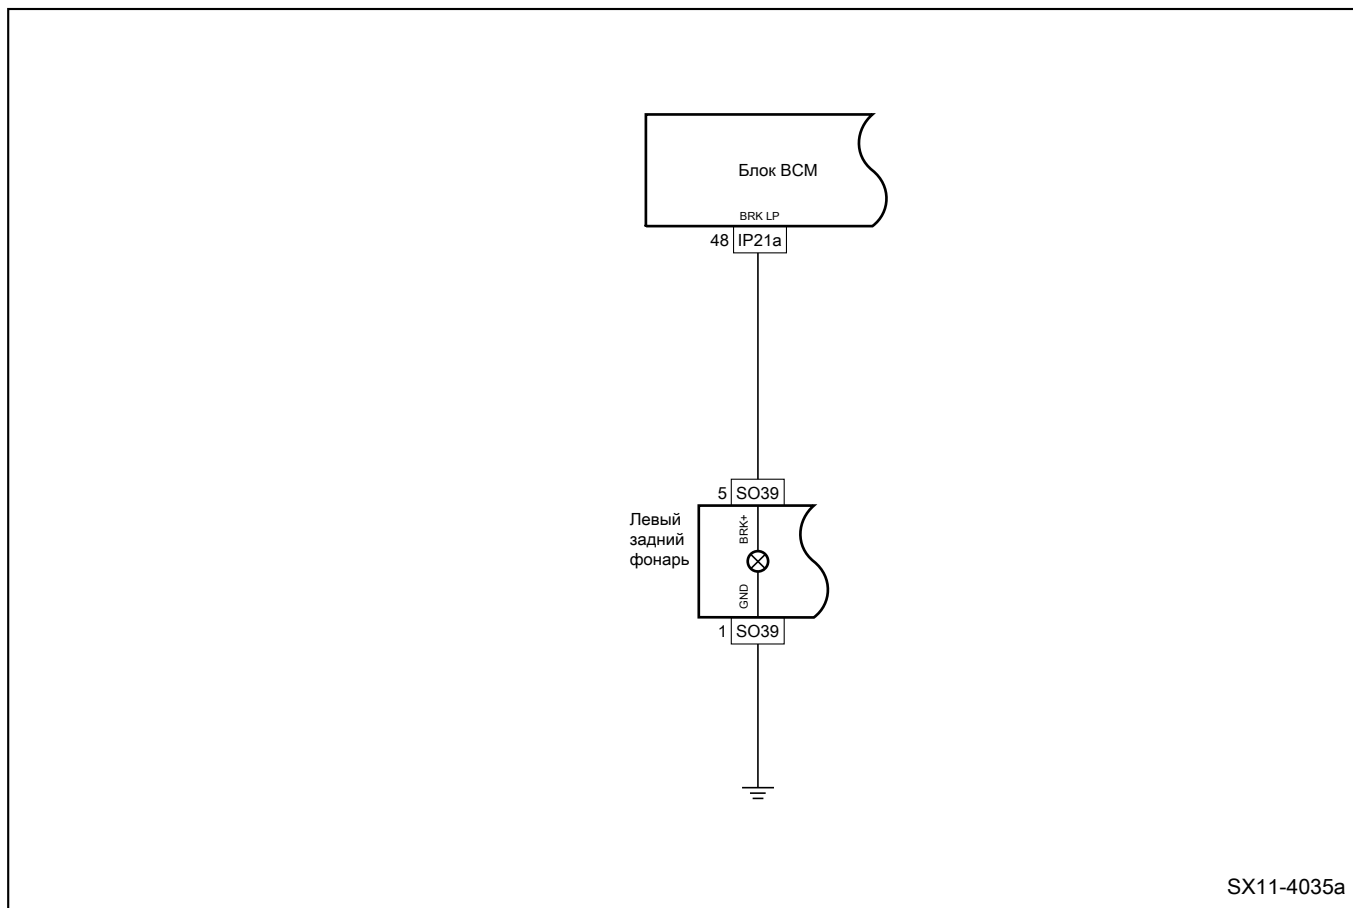 Блок BCM
BRK LP
48 IP21a
5 SO39
Левый
задний
фонарь
BRK+
GND
1 SO39
SX11-4035a